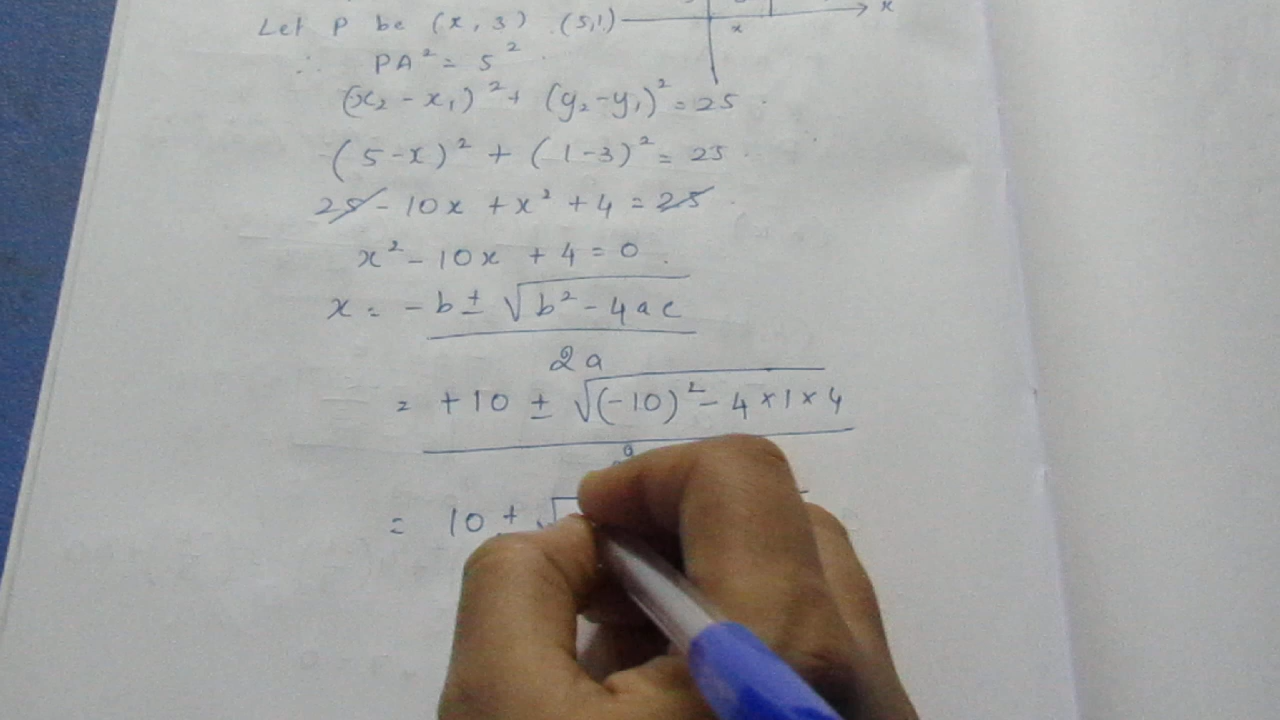 Let P be (x, 3) (5,1)
x
x
∴ PA² = 5²
(x₂ - x₁)² + (y₂-y₁)² = 25
(5-x)² + (1-3)² = 25
25 - 10x + x² + 4 = 25
x² - 10x + 4 = 0
x = -b ± √(b² - 4ac)
2a
= +10 ± √((-10)² - 4×1×4)
= 10 ± √